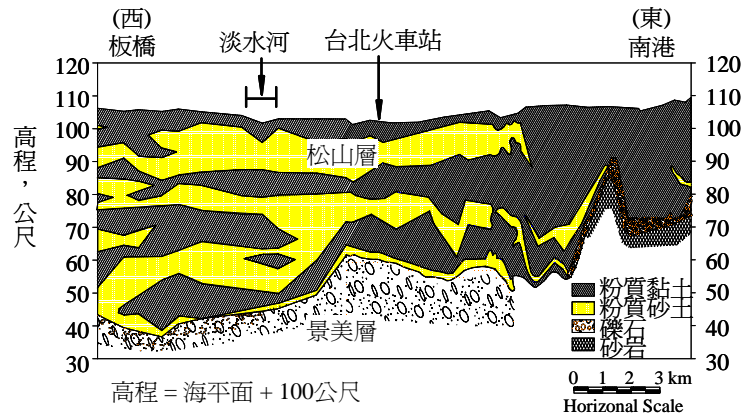 (西)
板橋
淡水河
台北火車站
(東)
南港
120
110
100
90
80
70
60
50
40
30
高程，公尺
松山層
景美層
120
110
100
90
80
70
60
50
40
30
粉質黏土
粉質砂土
礫石
砂岩
高程 = 海平面 + 100公尺
0 1 2 3 km
Horizonal Scale